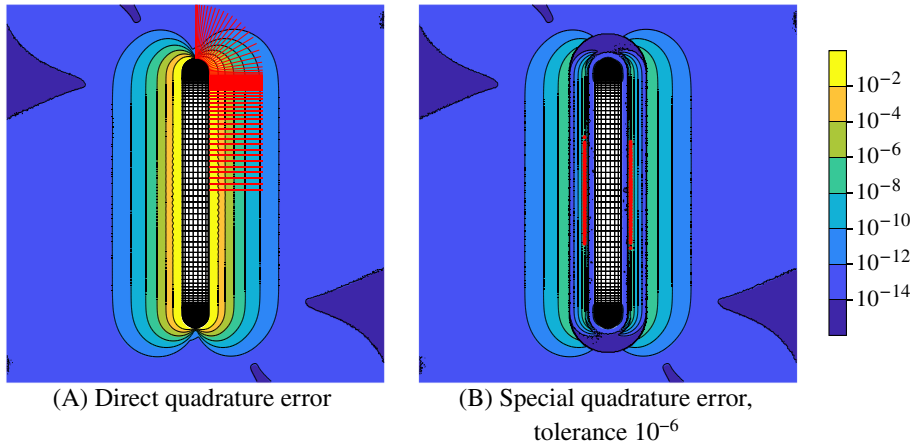 10⁻²
10⁻⁴
10⁻⁶
10⁻⁸
10⁻¹⁰
10⁻¹²
10⁻¹⁴
(A) Direct quadrature error
(B) Special quadrature error,
tolerance 10⁻⁶